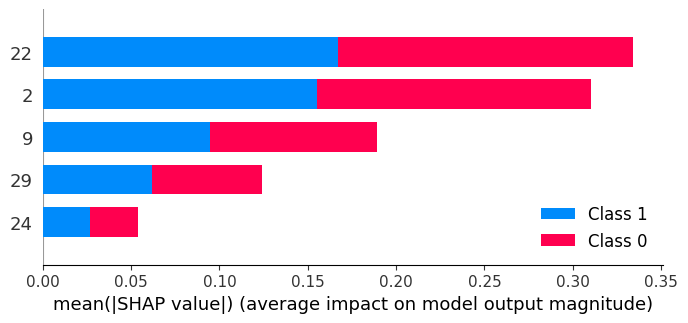 22
2
9
29
24
Class 1
Class 0
0.00 0.05 0.10 0.15 0.20 0.25 0.30 0.35
mean(|SHAP value|) (average impact on model output magnitude)